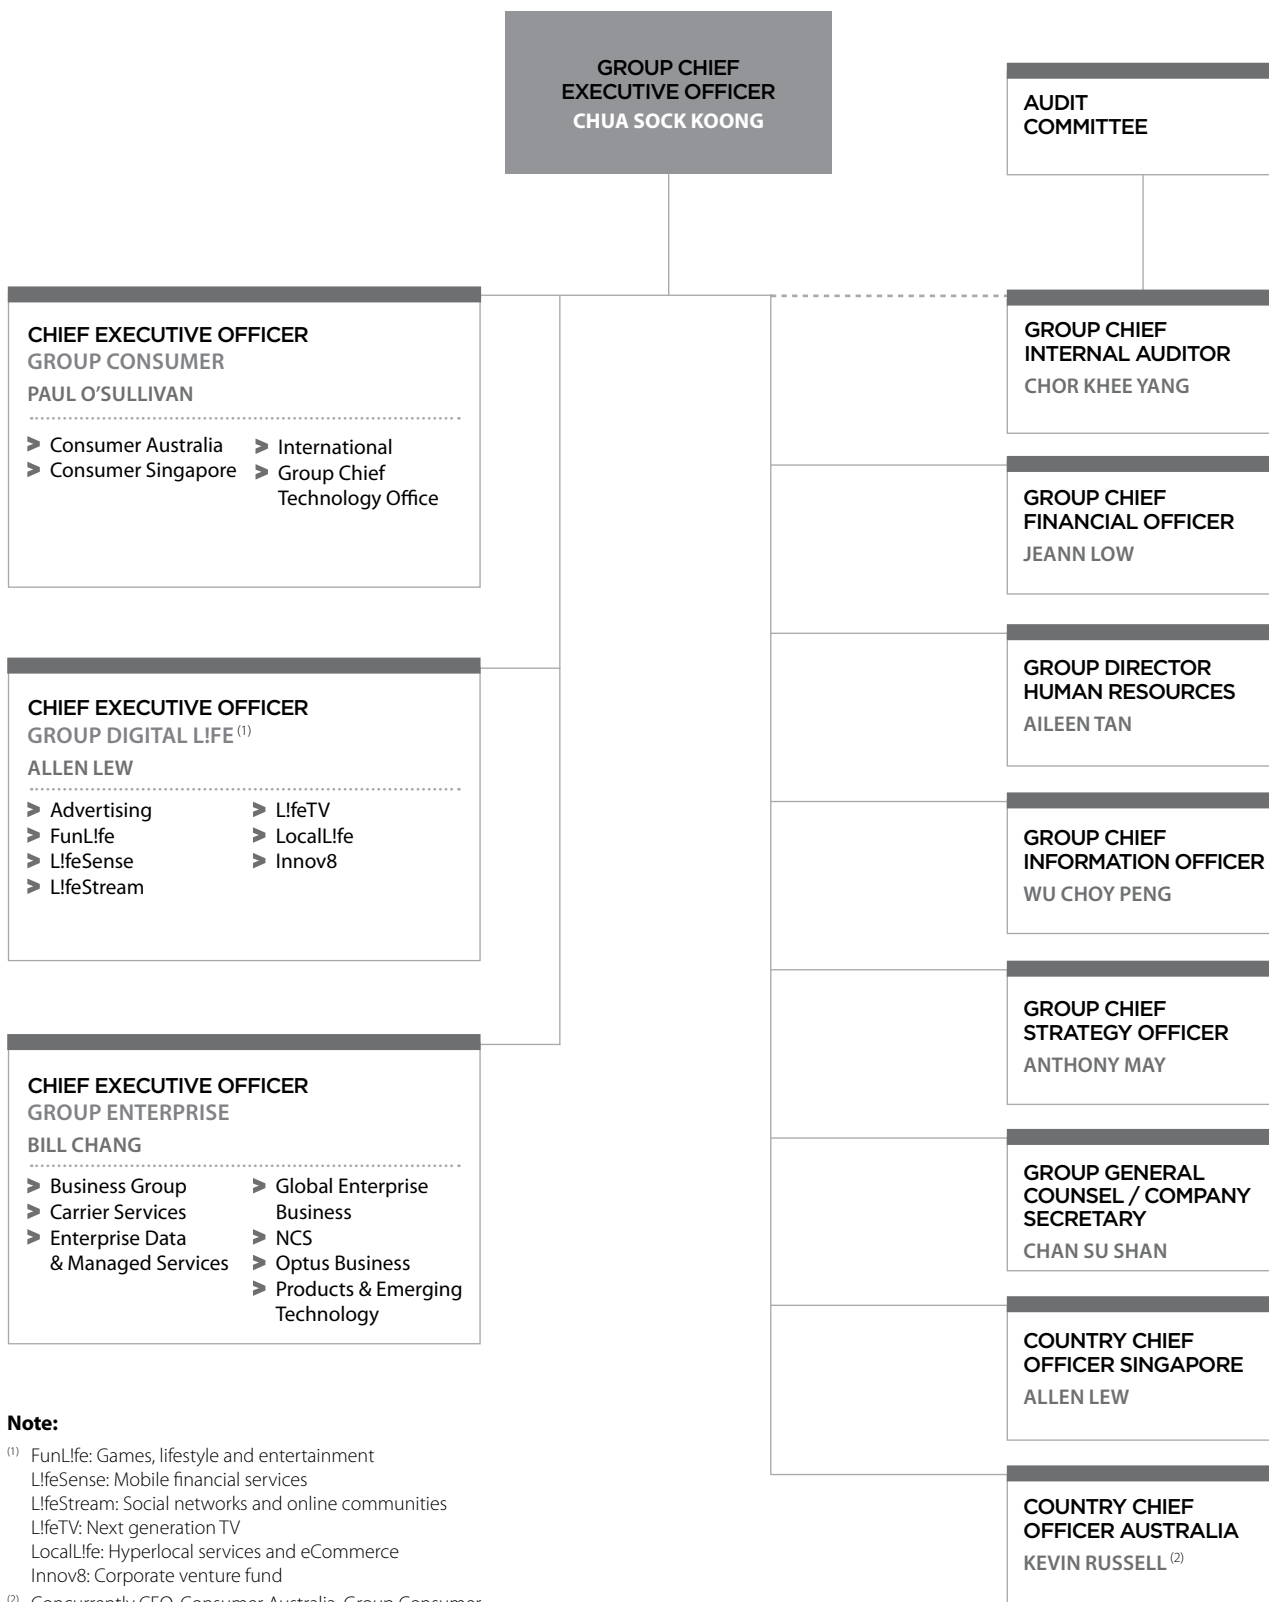 GROUP CHIEF
EXECUTIVE OFFICER
CHUA SOCK KOONG
AUDIT
COMMITTEE
CHIEF EXECUTIVE OFFICER
GROUP CONSUMER
PAUL O'SULLIVAN
> Consumer Australia
> Consumer Singapore
> International
> Group Chief
Technology Office
CHIEF EXECUTIVE OFFICER
GROUP DIGITAL L!FE (1)
ALLEN LEW
> Advertising
> FunL!fe
> L!feSense
> L!feStream
> L!feTV
> LocalL!fe
> Innov8
CHIEF EXECUTIVE OFFICER
GROUP ENTERPRISE
BILL CHANG
> Business Group
> Carrier Services
> Enterprise Data
& Managed Services
> Global Enterprise
Business
> NCS
> Optus Business
> Products & Emerging
Technology
GROUP CHIEF
INTERNAL AUDITOR
CHOR KHEE YANG
GROUP CHIEF
FINANCIAL OFFICER
JEANN LOW
GROUP DIRECTOR
HUMAN RESOURCES
AILEEN TAN
GROUP CHIEF
INFORMATION OFFICER
WU CHOY PENG
GROUP CHIEF
STRATEGY OFFICER
ANTHONY MAY
GROUP GENERAL
COUNSEL / COMPANY
SECRETARY
CHAN SU SHAN
COUNTRY CHIEF
OFFICER SINGAPORE
ALLEN LEW
COUNTRY CHIEF
OFFICER AUSTRALIA
KEVIN RUSSELL (2)
Note:
(1) FunL!fe: Games, lifestyle and entertainment
L!feSense: Mobile financial services
L!feStream: Social networks and online communities
L!feTV: Next generation TV
LocalL!fe: Hyperlocal services and eCommerce
Innov8: Corporate venture fund
(2) Concurrently CEO, Consumer Australia, Group Consumer